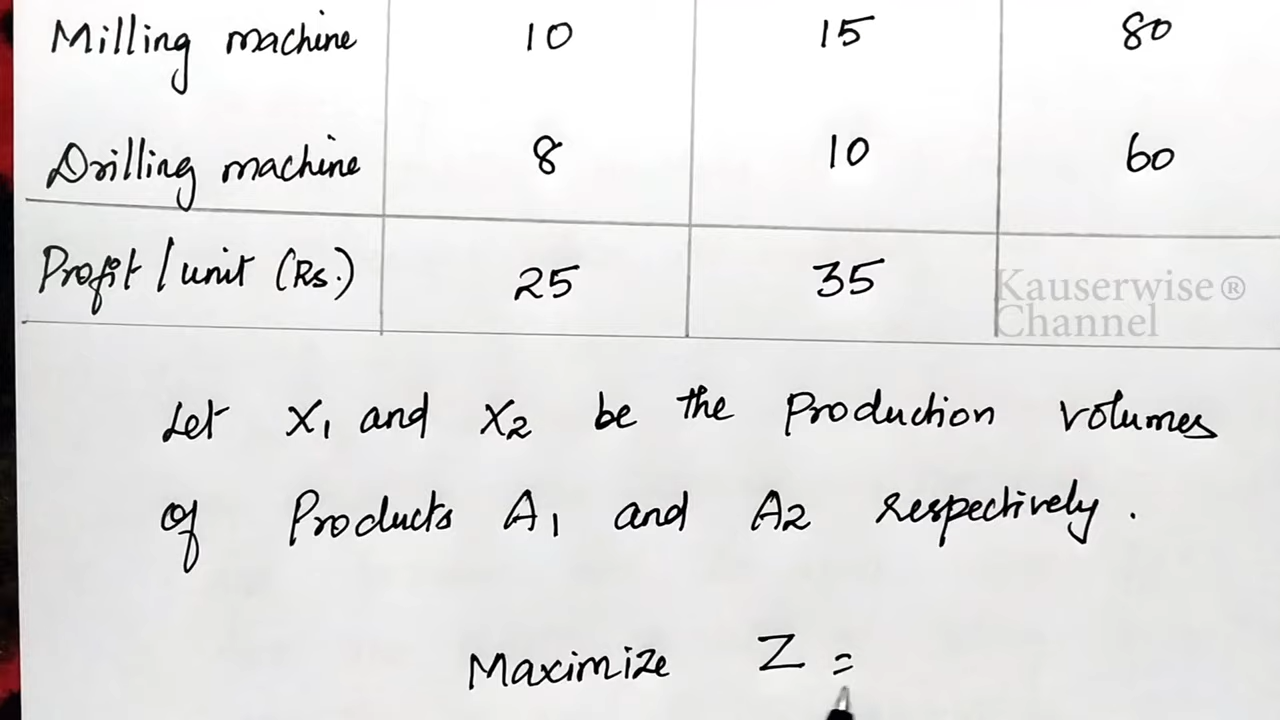 Milling machine 10 15 80
Drilling machine 8 10 60
Profit / unit (Rs.) 25 35
Kauserwise ®
Channel
Let X₁ and X₂ be the Production volumes
of Products A₁ and A₂ respectively.
Maximize Z =